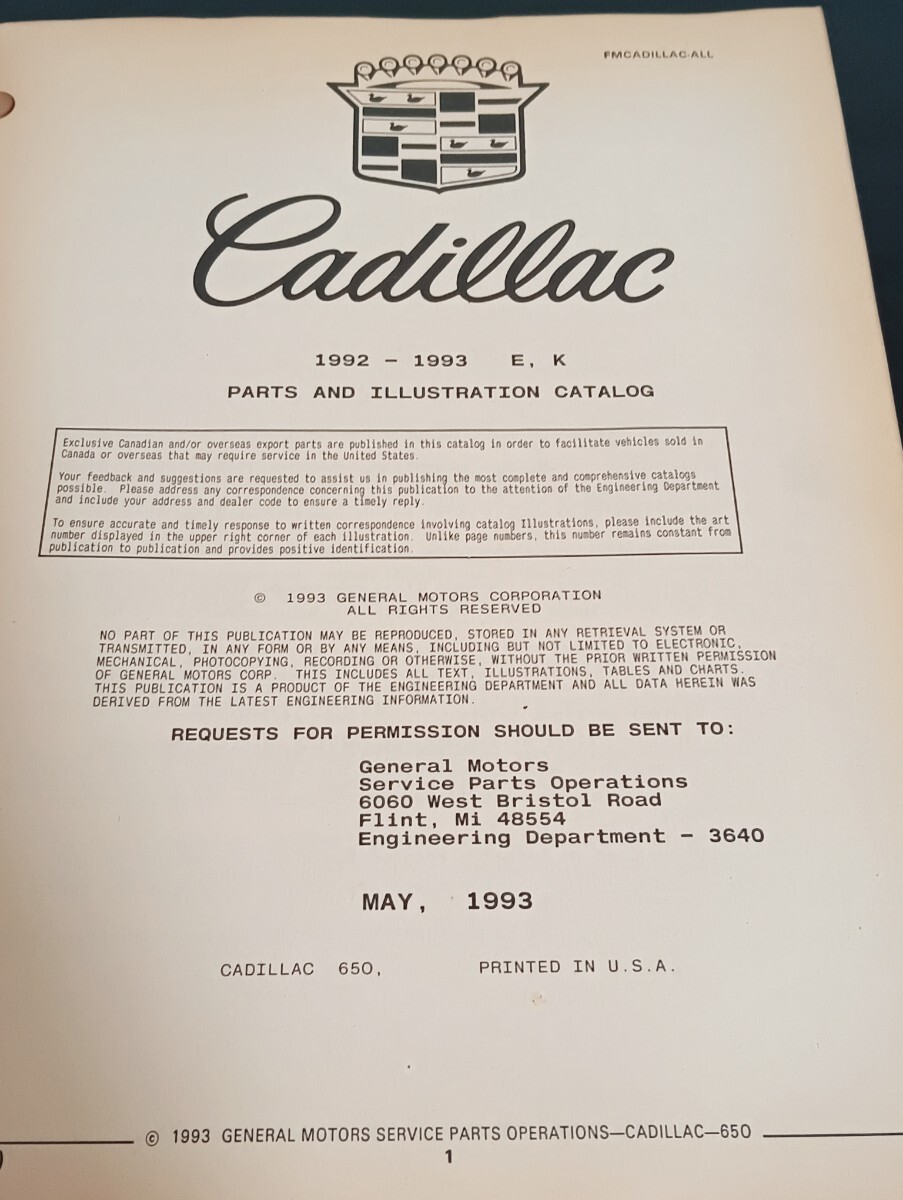 FMCADILLAC-ALL
Cadillac
1992 – 1993 E, K
PARTS AND ILLUSTRATION CATALOG
Exclusive Canadian and/or overseas export parts are published in this catalog in order to facilitate vehicles sold in
Canada or overseas that may require service in the United States.
Your feedback and suggestions are requested to assist us in publishing the most complete and comprehensive catalogs
possible. Please address any correspondence concerning this publication to the attention of the Engineering Department
and include your address and dealer code to ensure a timely reply.
To ensure accurate and timely response to written correspondence involving catalog Illustrations, please include the art
number displayed in the upper right corner of each illustration. Unlike page numbers, this number remains constant from
publication to publication and provides positive identification.
© 1993 GENERAL MOTORS CORPORATION
ALL RIGHTS RESERVED
NO PART OF THIS PUBLICATION MAY BE REPRODUCED, STORED IN ANY RETRIEVAL SYSTEM OR
TRANSMITTED, IN ANY FORM OR BY ANY MEANS, INCLUDING BUT NOT LIMITED TO ELECTRONIC,
MECHANICAL, PHOTOCOPYING, RECORDING OR OTHERWISE, WITHOUT THE PRIOR WRITTEN PERMISSION
OF GENERAL MOTORS CORP. THIS INCLUDES ALL TEXT, ILLUSTRATIONS, TABLES AND CHARTS.
THIS PUBLICATION IS A PRODUCT OF THE ENGINEERING DEPARTMENT AND ALL DATA HEREIN WAS
DERIVED FROM THE LATEST ENGINEERING INFORMATION.
REQUESTS FOR PERMISSION SHOULD BE SENT TO:
General Motors
Service Parts Operations
6060 West Bristol Road
Flint, Mi 48554
Engineering Department – 3640
MAY, 1993
CADILLAC 650, PRINTED IN U.S.A.
© 1993 GENERAL MOTORS SERVICE PARTS OPERATIONS—CADILLAC—650
1